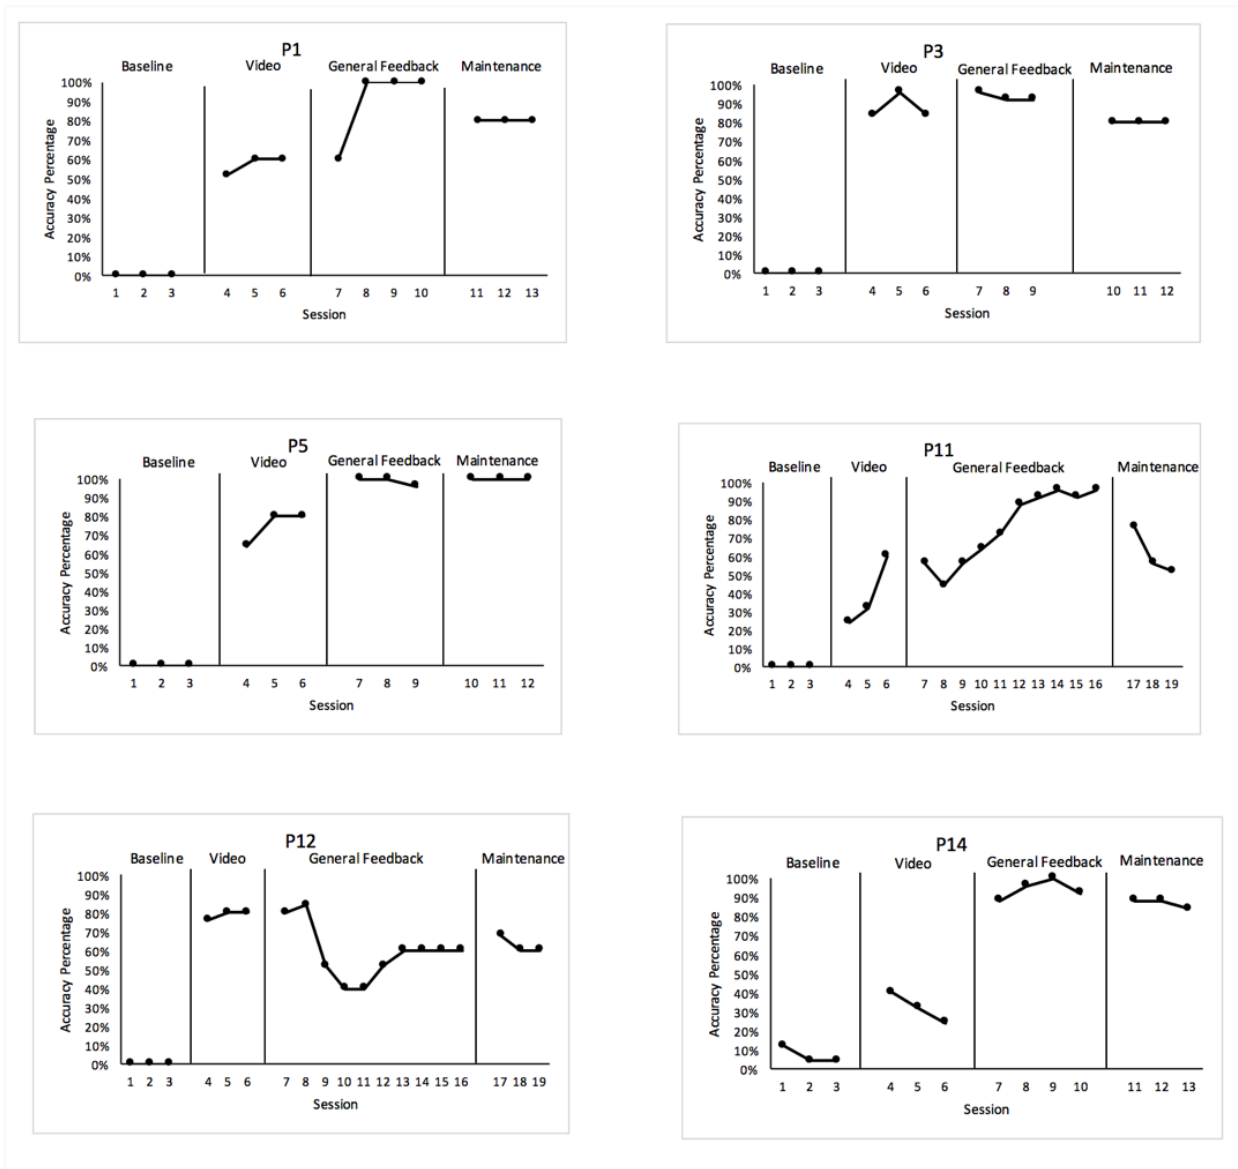 P1
Baseline Video General Feedback Maintenance
100%
90%
80%
70%
60%
50%
40%
30%
20%
10%
0%
Accuracy Percentage
1 2 3 4 5 6 7 8 9 10 11 12 13
Session
P3
Baseline Video General Feedback Maintenance
100%
90%
80%
70%
60%
50%
40%
30%
20%
10%
0%
Accuracy Percentage
1 2 3 4 5 6 7 8 9 10 11 12
Session
P5
Baseline Video General Feedback Maintenance
100%
90%
80%
70%
60%
50%
40%
30%
20%
10%
0%
Accuracy Percentage
1 2 3 4 5 6 7 8 9 10 11 12
Session
P11
Baseline Video General Feedback Maintenance
100%
90%
80%
70%
60%
50%
40%
30%
20%
10%
0%
Accuracy Percentage
1 2 3 4 5 6 7 8 9 10 11 12 13 14 15 16 17 18 19
Session
P12
Baseline Video General Feedback Maintenance
100%
90%
80%
70%
60%
50%
40%
30%
20%
10%
0%
Accuracy Percentage
1 2 3 4 5 6 7 8 9 10 11 12 13 14 15 16 17 18 19
Session
P14
Baseline Video General Feedback Maintenance
100%
90%
80%
70%
60%
50%
40%
30%
20%
10%
0%
Accuracy Percentage
1 2 3 4 5 6 7 8 9 10 11 12 13
Session